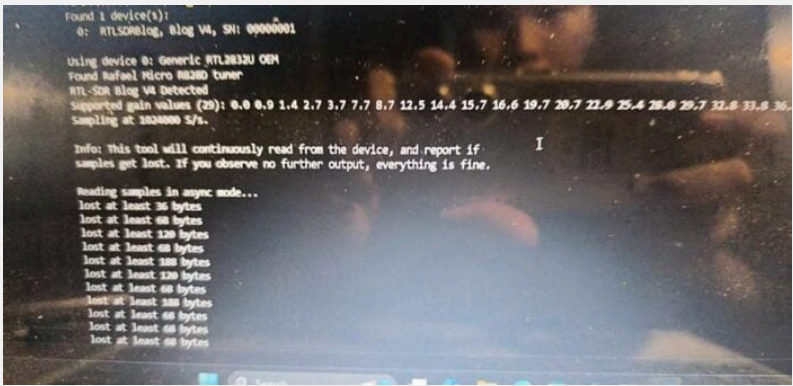 Found 1 device(s):
0: RTLSDRBlog, Blog V4, SN: 00000001
Using device 0: Generic RTL2832U OEM
Found Rafael Micro R828D tuner
RTL-SDR Blog V4 Detected
Supported gain values (29): 0.0 0.9 1.4 2.7 3.7 7.7 8.7 12.5 14.4 15.7 16.6 19.7 20.7 22.9 25.4 28.0 29.7 32.8 33.8 36.
Sampling at 1024000 S/s.
Info: This tool will continuously read from the device, and report if
samples get lost. If you observe no further output, everything is fine.
Reading samples in async mode...
lost at least 36 bytes
lost at least 68 bytes
lost at least 120 bytes
lost at least 68 bytes
lost at least 188 bytes
lost at least 120 bytes
lost at least 68 bytes
lost at least 188 bytes
lost at least 68 bytes
lost at least 68 bytes
lost at least 68 bytes
Search